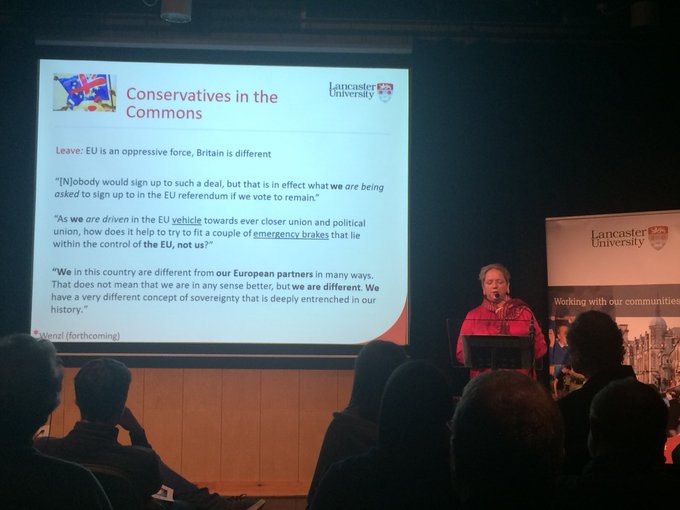 Conservatives in the
Commons
Lancaster
University
Leave: EU is an oppressive force, Britain is different
“[N]obody would sign up to such a deal, but that is in effect what we are being
asked to sign up to in the EU referendum if we vote to remain.”
“As we are driven in the EU vehicle towards ever closer union and political
union, how does it help to try to fit a couple of emergency brakes that lie
within the control of the EU, not us?”
“We in this country are different from our European partners in many ways.
That does not mean that we are in any sense better, but we are different. We
have a very different concept of sovereignty that is deeply entrenched in our
history.”
*Wenzl (forthcoming)
Lancaster
University
Working with our communities